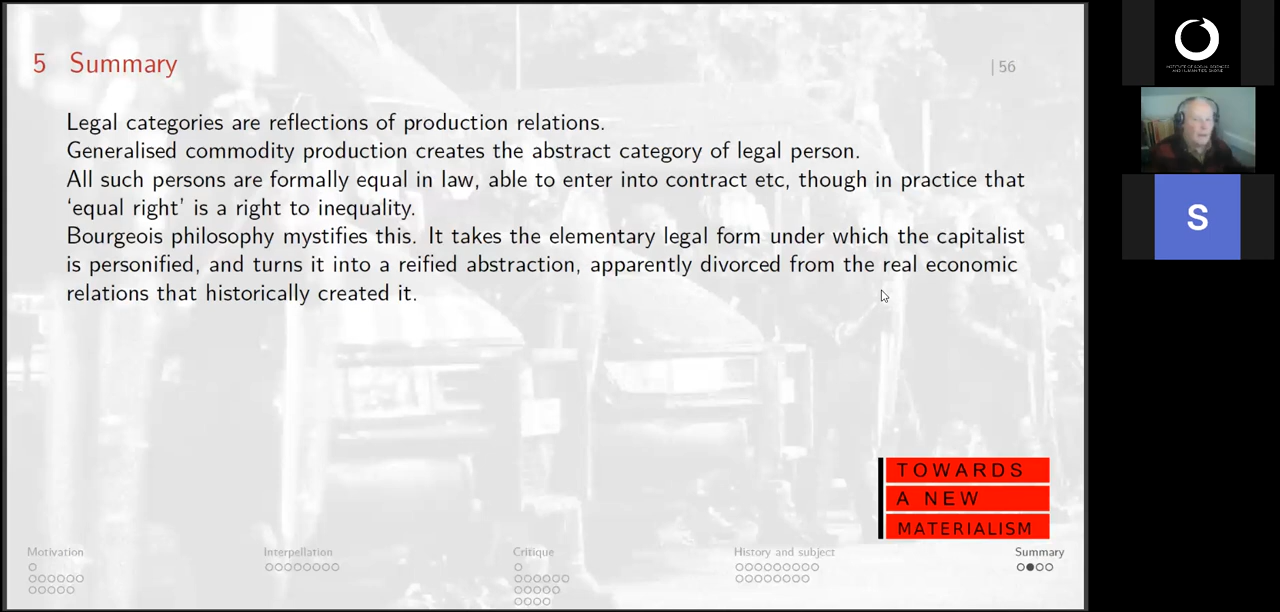 5 Summary
| 56
Legal categories are reflections of production relations.
Generalised commodity production creates the abstract category of legal person.
All such persons are formally equal in law, able to enter into contract etc, though in practice that
‘equal right’ is a right to inequality.
Bourgeois philosophy mystifies this. It takes the elementary legal form under which the capitalist
is personified, and turns it into a reified abstraction, apparently divorced from the real economic
relations that historically created it.
TOWARDS
A NEW
MATERIALISM
Motivation
Interpellation
Critique
History and subject
Summary
INSTITUTE OF SOCIAL SCIENCES
S